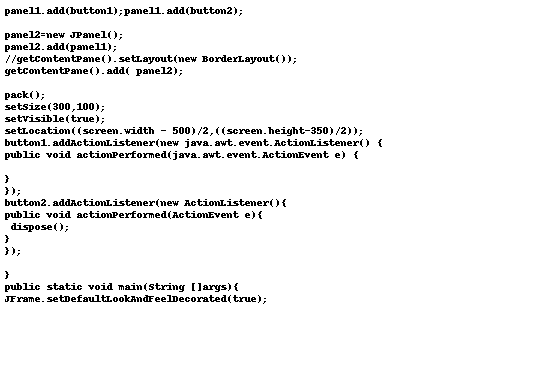 panel1.add(button1);panel1.add(button2);

panel2=new JPanel();
panel2.add(panel1);
//getContentPane().setLayout(new BorderLayout());
getContentPane().add( panel2);

pack();
setSize(300,100);
setVisible(true);
setLocation((screen.width - 500)/2,((screen.height-350)/2));
button1.addActionListener(new java.awt.event.ActionListener() {
public void actionPerformed(java.awt.event.ActionEvent e) {

}
});
button2.addActionListener(new ActionListener(){
public void actionPerformed(ActionEvent e){
 dispose();
}
});

}
public static void main(String []args){
JFrame.setDefaultLookAndFeelDecorated(true);